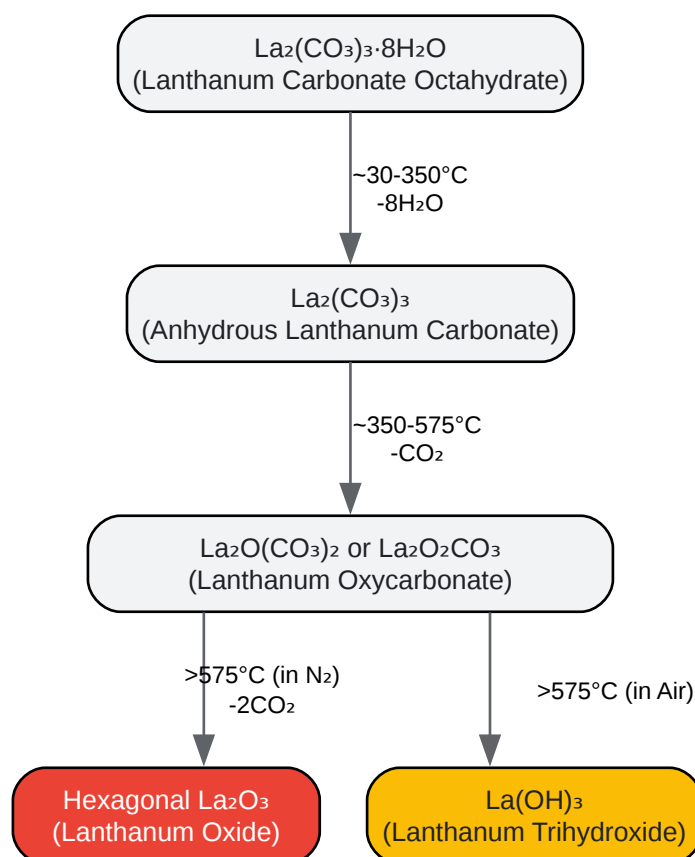 La₂(CO₃)₃·8H₂O
(Lanthanum Carbonate Octahydrate)
~30-350°C
-8H₂O
La₂(CO₃)₃
(Anhydrous Lanthanum Carbonate)
~350-575°C
-CO₂
La₂O(CO₃)₂ or La₂O₂CO₃
(Lanthanum Oxycarbonate)
>575°C (in N₂)
-2CO₂
>575°C (in Air)
Hexagonal La₂O₃
(Lanthanum Oxide)
La(OH)₃
(Lanthanum Trihydroxide)